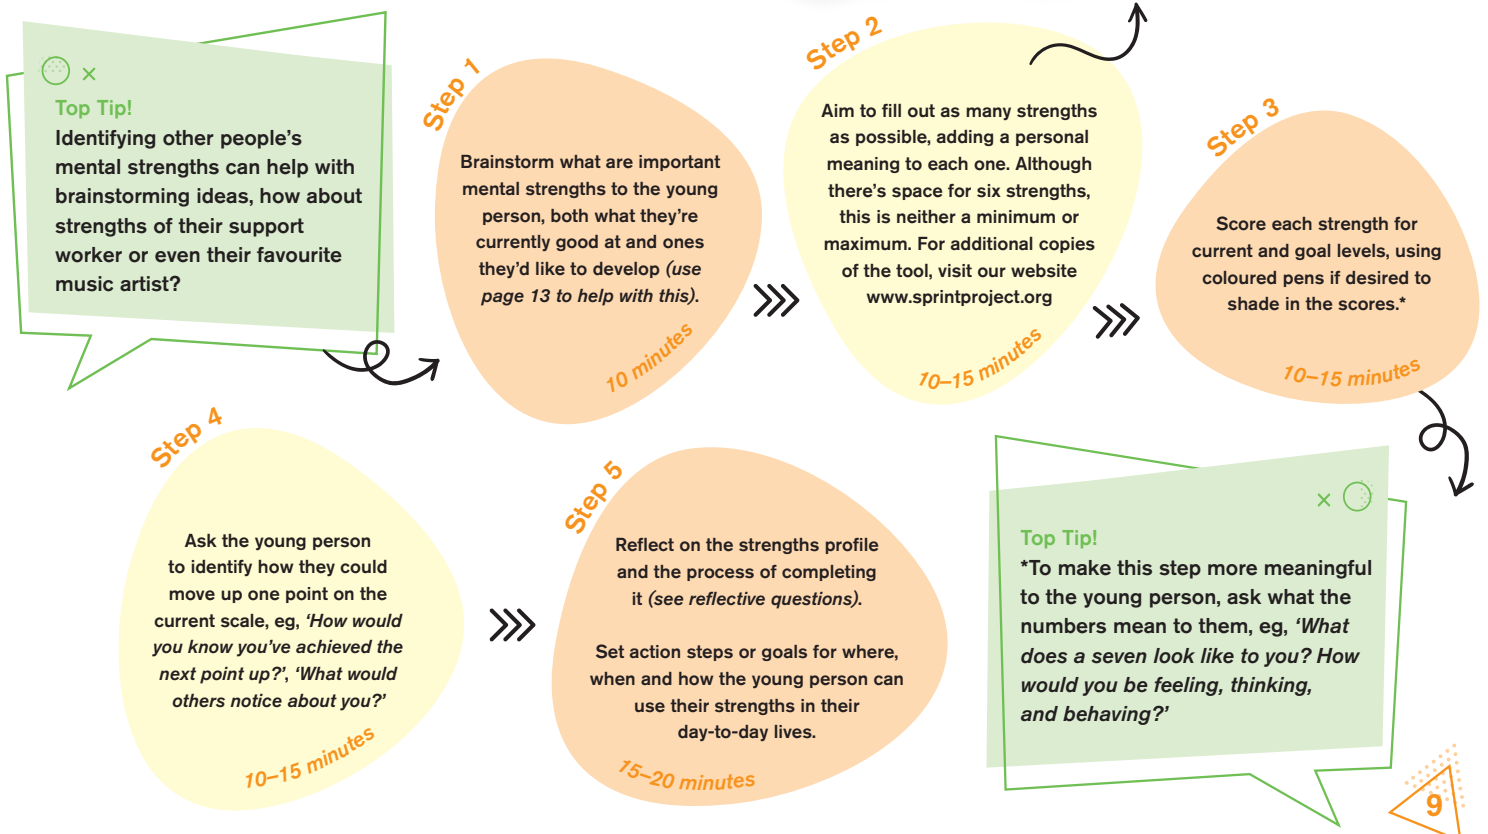 Top Tip!
Identifying other people’s
mental strengths can help with
brainstorming ideas, how about
strengths of their support
worker or even their favourite
music artist?
Step 1
Brainstorm what are important
mental strengths to the young
person, both what they’re
currently good at and ones
they’d like to develop (use
page 13 to help with this).
10 minutes
Step 2
Aim to fill out as many strengths
as possible, adding a personal
meaning to each one. Although
there’s space for six strengths,
this is neither a minimum or
maximum. For additional copies
of the tool, visit our website
www.sprintproject.org
10–15 minutes
Step 3
Score each strength for
current and goal levels, using
coloured pens if desired to
shade in the scores.*
10–15 minutes
Step 4
Ask the young person
to identify how they could
move up one point on the
current scale, eg, ‘How would
you know you’ve achieved the
next point up?’, ‘What would
others notice about you?’
10–15 minutes
Step 5
Reflect on the strengths profile
and the process of completing
it (see reflective questions).
Set action steps or goals for where,
when and how the young person can
use their strengths in their
day-to-day lives.
15–20 minutes
Top Tip!
*To make this step more meaningful
to the young person, ask what the
numbers mean to them, eg, ‘What
does a seven look like to you? How
would you be feeling, thinking,
and behaving?’
9